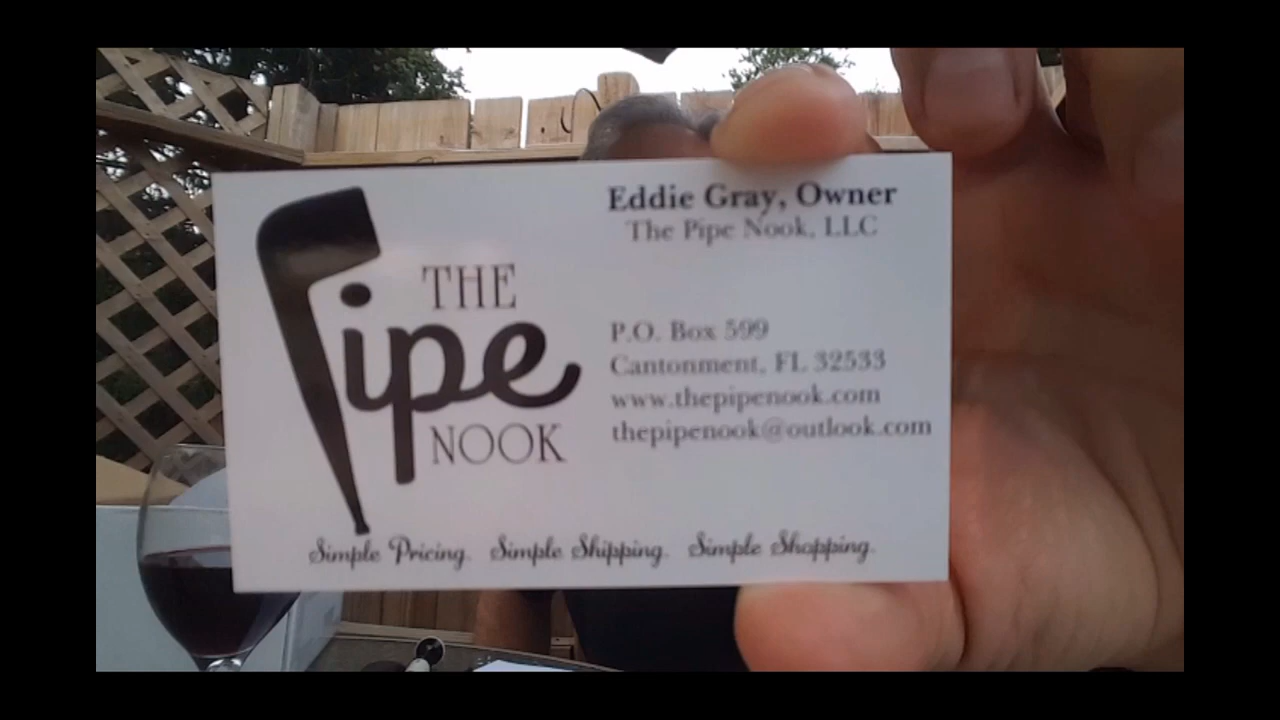 THE
Pipe
NOOK
Eddie Gray, Owner
The Pipe Nook, LLC
P.O. Box 599
Cantonment, FL 32533
www.thepipenook.com
thepipenook@outlook.com
Simple Pricing. Simple Shipping. Simple Shopping.